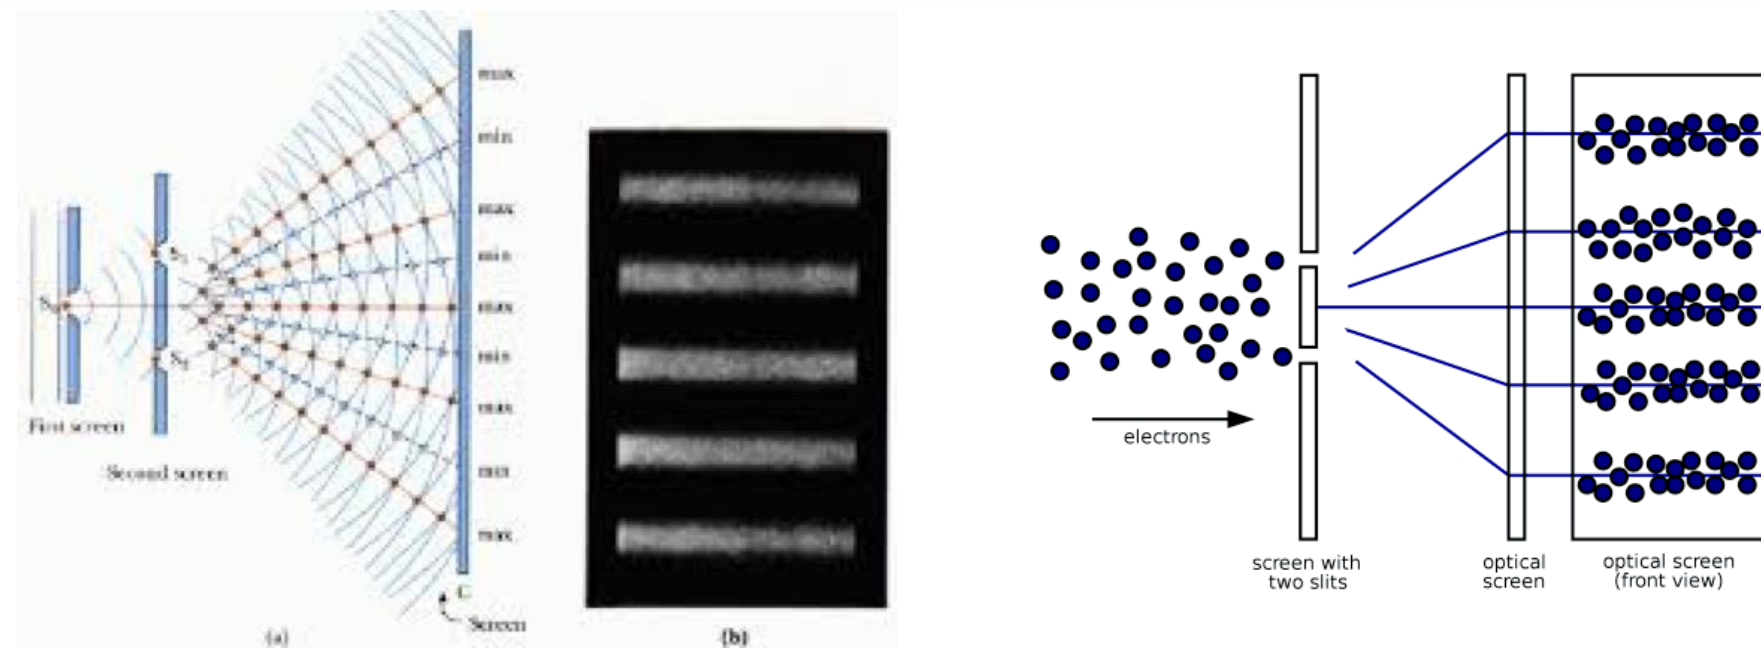 max
min
max
min
max
min
max
min
max
First screen
Second screen
C
Screen
(a)
(b)
electrons
screen with
two slits
optical
screen
optical screen
(front view)